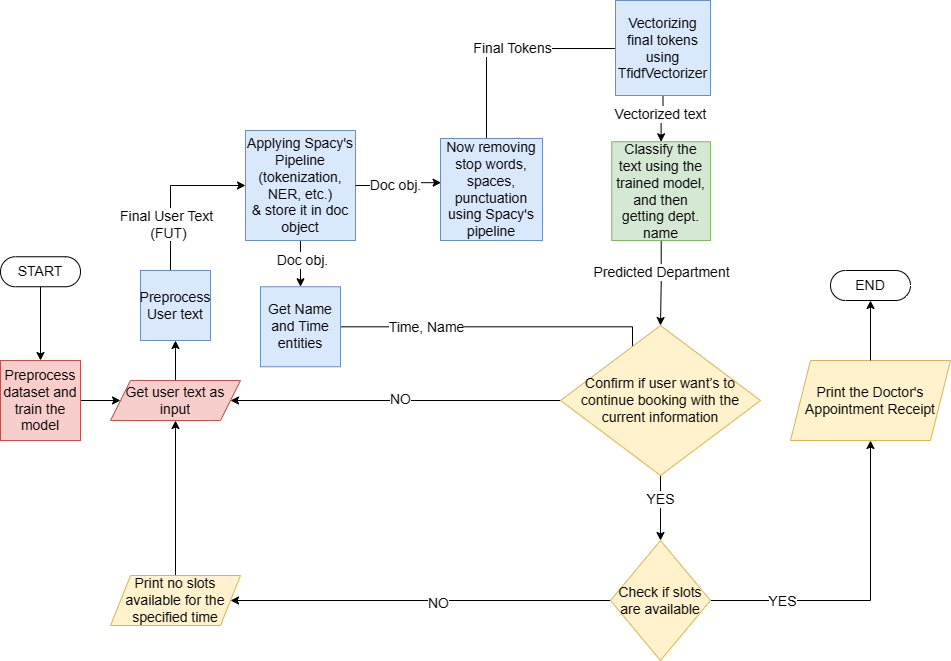 Vectorizing
final tokens
using
TfidfVectorizer
Final Tokens
Vectorized text
Applying Spacy's
Pipeline
(tokenization,
NER, etc.)
& store it in doc
object
Doc obj.
Now removing
stop words,
spaces,
punctuation
using Spacy's
pipeline
Classify the
text using the
trained model,
and then
getting dept.
name
Final User Text
(FUT)
Doc obj.
Predicted Department
START
Preprocess
User text
Get Name
and Time
entities
Time, Name
END
Preprocess
dataset and
train the
model
Get user text as
input
NO
Confirm if user want's to
continue booking with the
current information
Print the Doctor's
Appointment Receipt
YES
Print no slots
available for the
specified time
NO
Check if slots
are available
YES